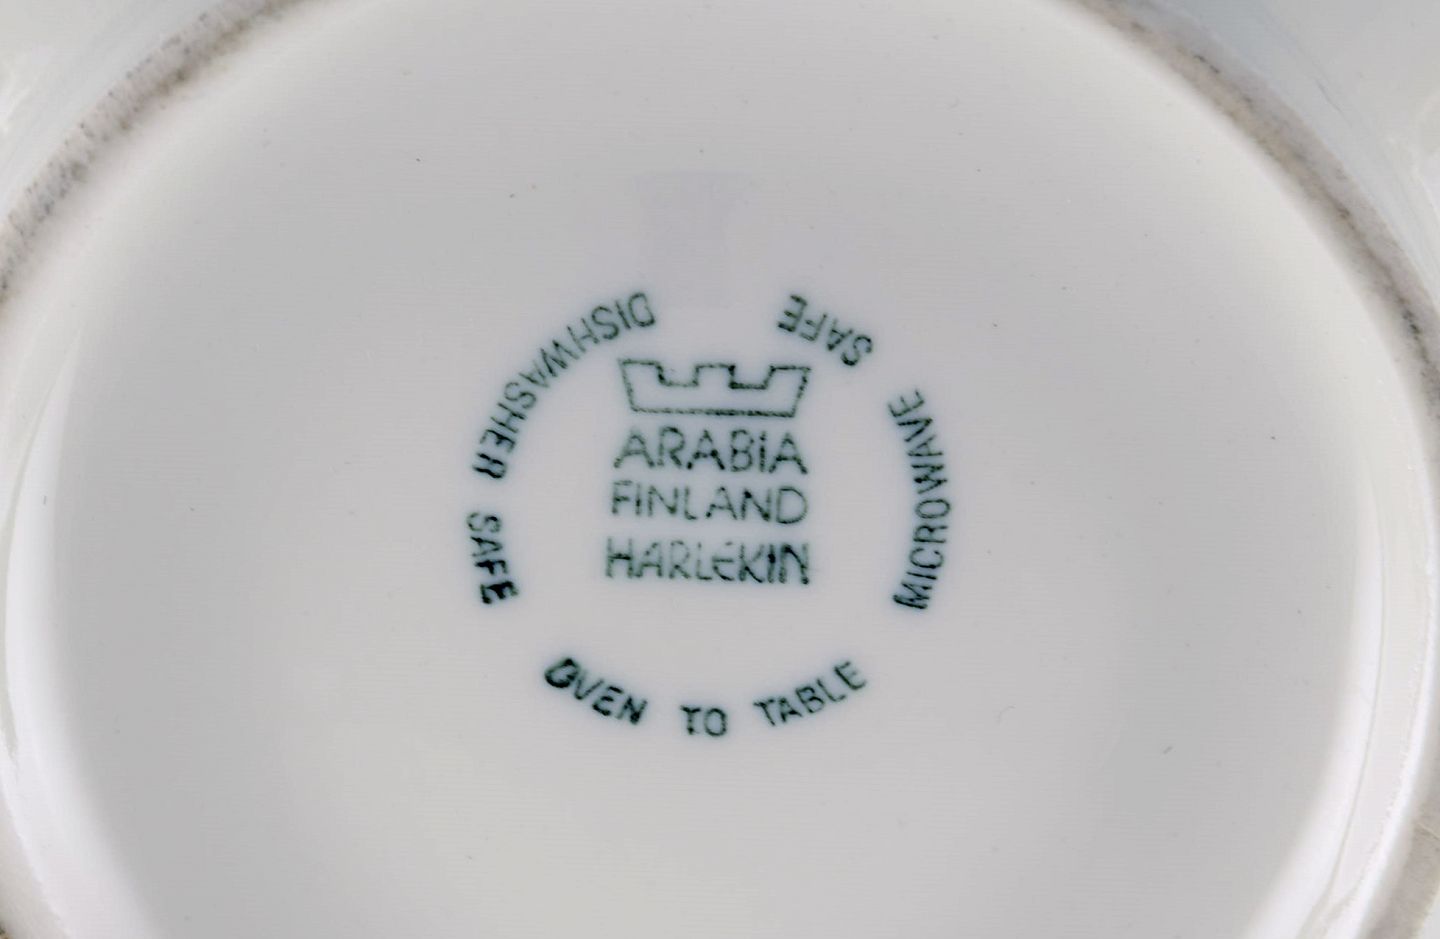 ARABIA
FINLAND
HARLEKIN
DISHWASHER SAFE
OVEN TO TABLE
MICROWAVE SAFE